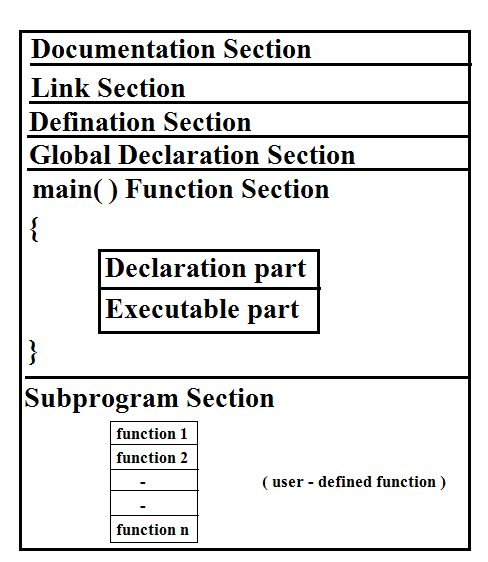 Documentation Section
Link Section
Defination Section
Global Declaration Section
main( ) Function Section
{
Declaration part
Executable part
}
Subprogram Section
function 1
function 2
-
( user - defined function )
-
function n